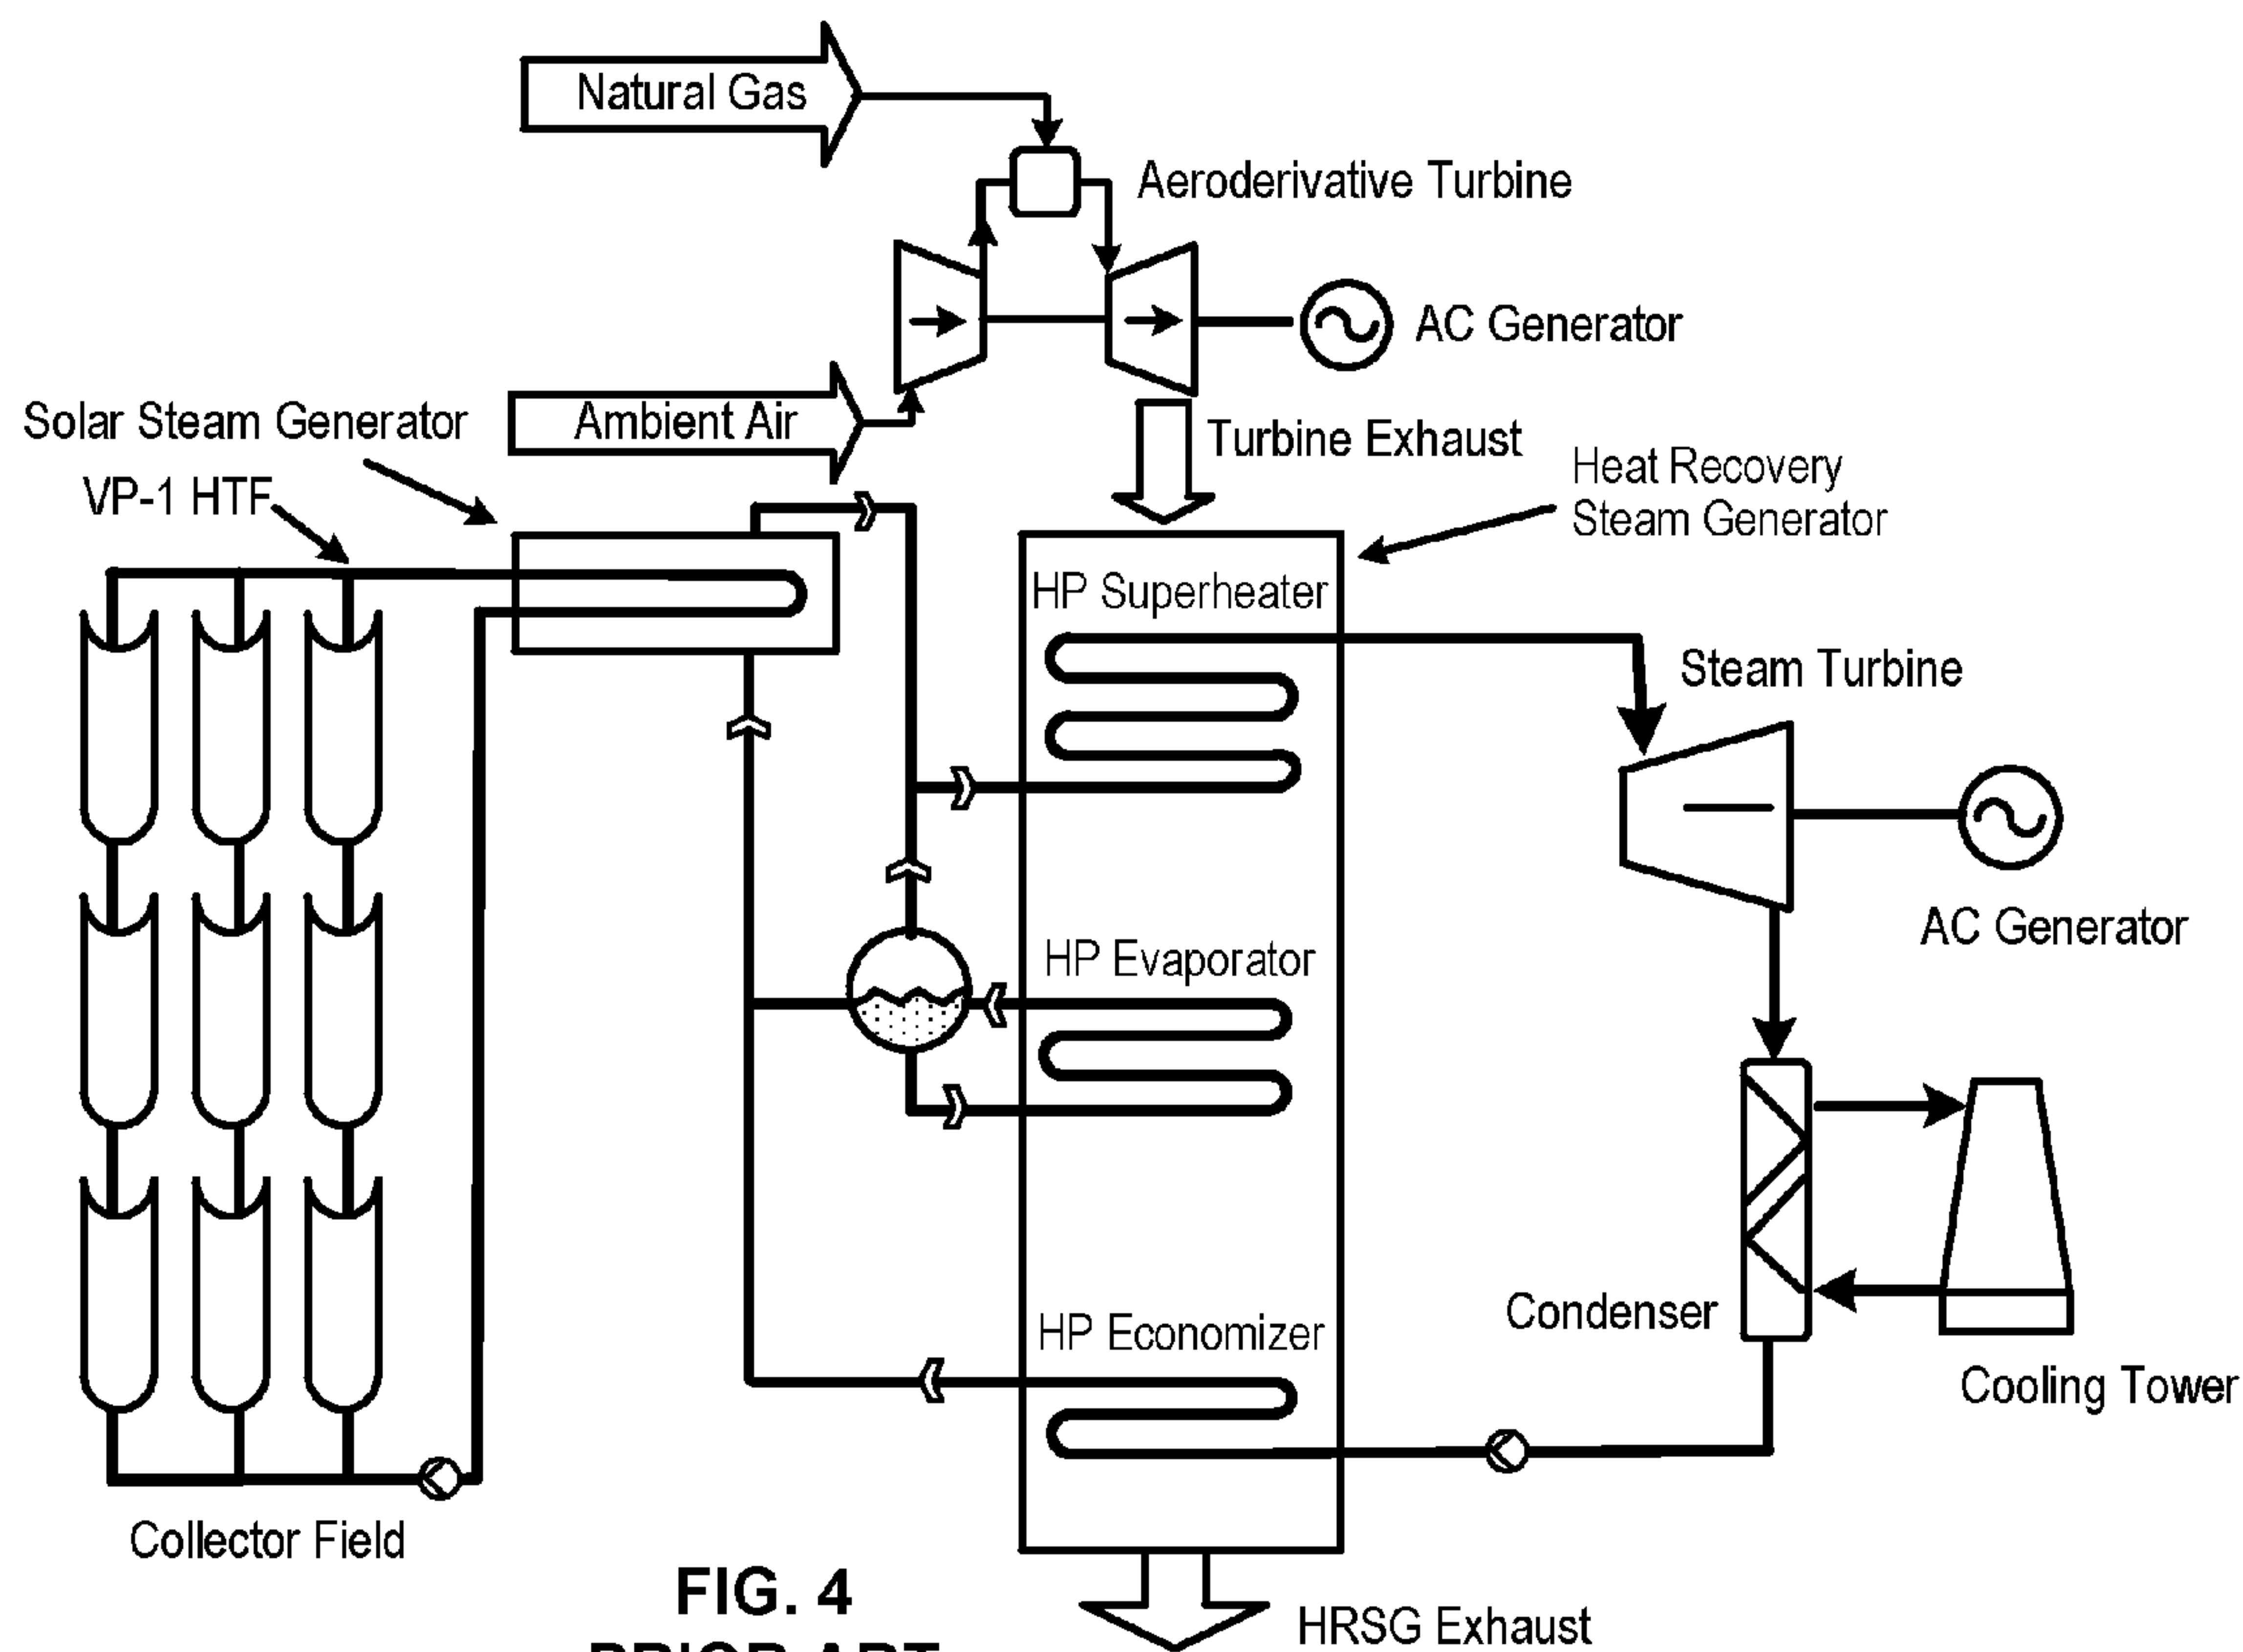 Natural Gas
Aeroderivative Turbine
AC Generator
Solar Steam Generator
Ambient Air
Turbine Exhaust
VP-1 HTF
Heat Recovery
Steam Generator
HP Superheater
Steam Turbine
HP Evaporator
AC Generator
HP Economizer
Condenser
Cooling Tower
Collector Field
FIG. 4
PRIOR ART
HRSG Exhaust